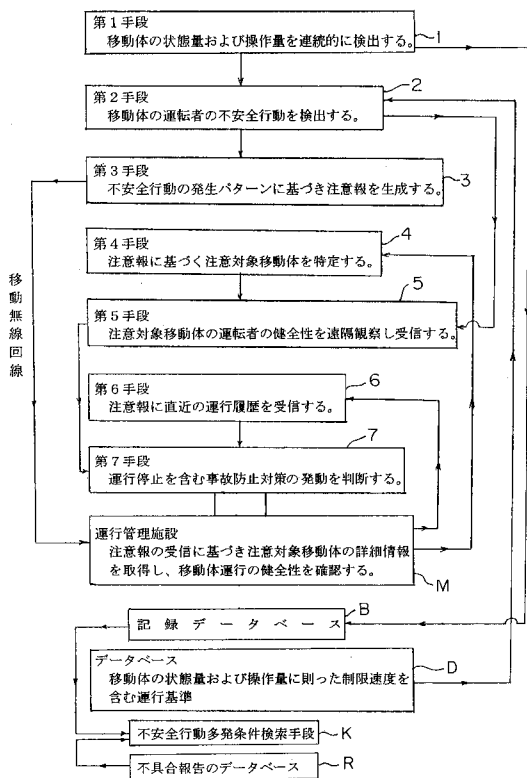 第1手段
移動体の状態量および操作量を連続的に検出する。
1
第2手段
移動体の運転者の不安全行動を検出する。
2
第3手段
不安全行動の発生パターンに基づき注意報を生成する。
3
第4手段
注意報に基づく注意対象移動体を特定する。
4
移動無線回線
第5手段
注意対象移動体の運転者の健全性を遠隔観察し受信する。
5
第6手段
注意報に直近の運行履歴を受信する。
6
第7手段
運行停止を含む事故防止対策の発動を判断する。
7
運行管理施設
注意報の受信に基づき注意対象移動体の詳細情報
を取得し、移動体運行の健全性を確認する。
M
記録データベース
B
データベース
移動体の状態量および操作量に則った制限速度を
含む運行基準
D
不安全行動多発条件検索手段
K
不具合報告のデータベース
R